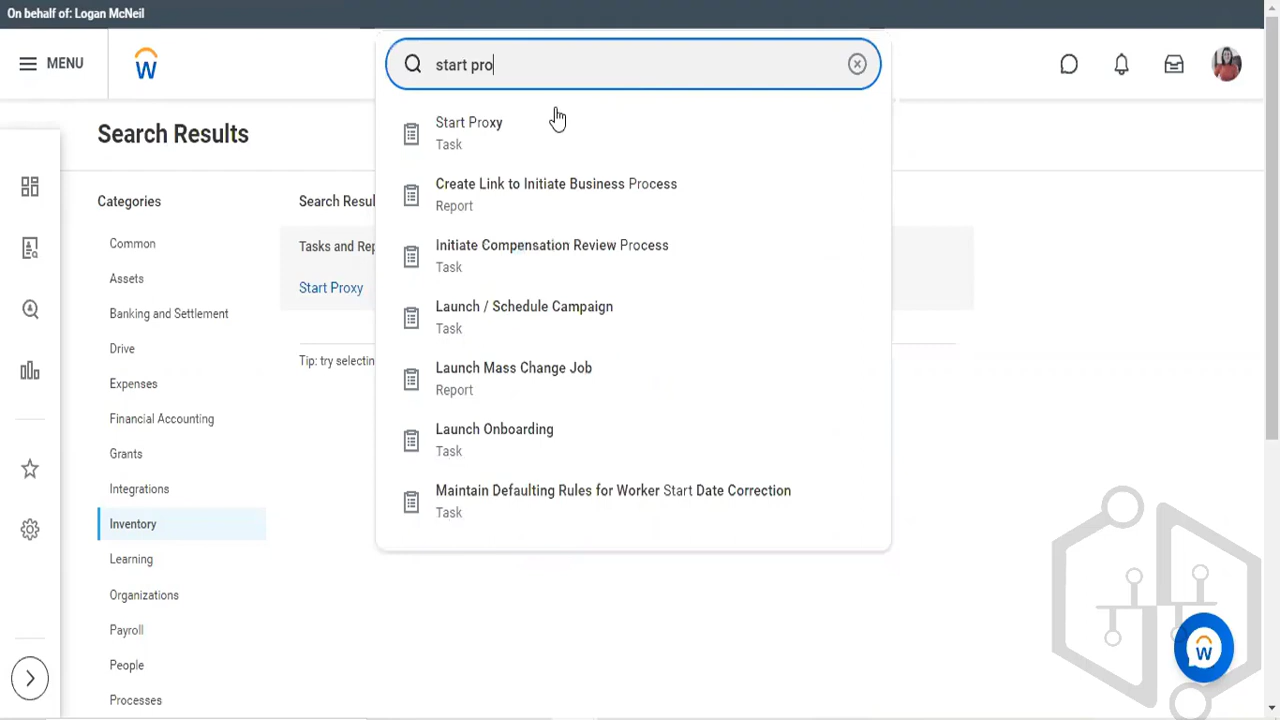 On behalf of: Logan McNeil
MENU
start pro
Start Proxy
Task
Create Link to Initiate Business Process
Report
Initiate Compensation Review Process
Task
Launch / Schedule Campaign
Task
Launch Mass Change Job
Report
Launch Onboarding
Task
Maintain Defaulting Rules for Worker Start Date Correction
Task
Search Results
Categories
Common
Assets
Banking and Settlement
Drive
Expenses
Financial Accounting
Grants
Integrations
Inventory
Learning
Organizations
Payroll
People
Processes
Search Resul
Tasks and Rep
Start Proxy
Tip: try selectin